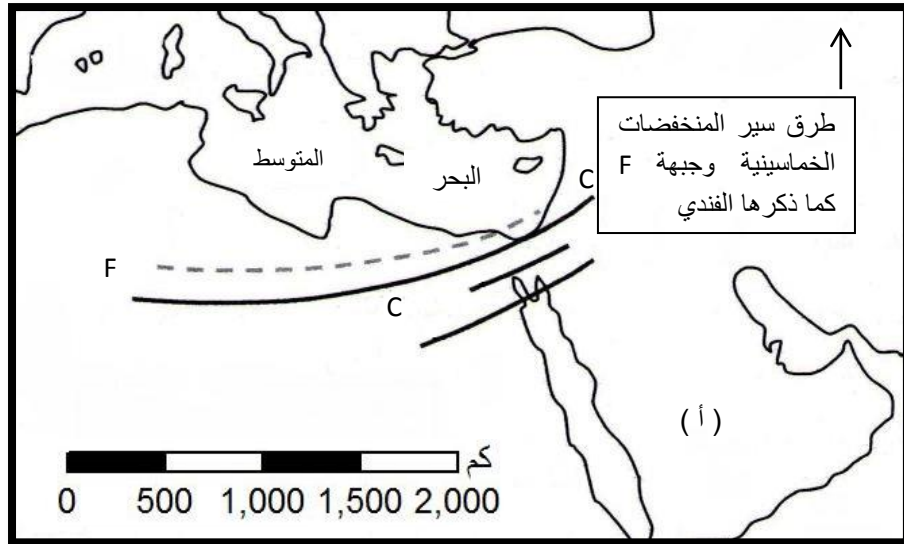 طرق سير المنخفضات
الخماسينية وجبهة F
كما ذكرها الفندي
المتوسط
البحر
C
F
C
( أ )
كم
0 500 1,000 1,500 2,000